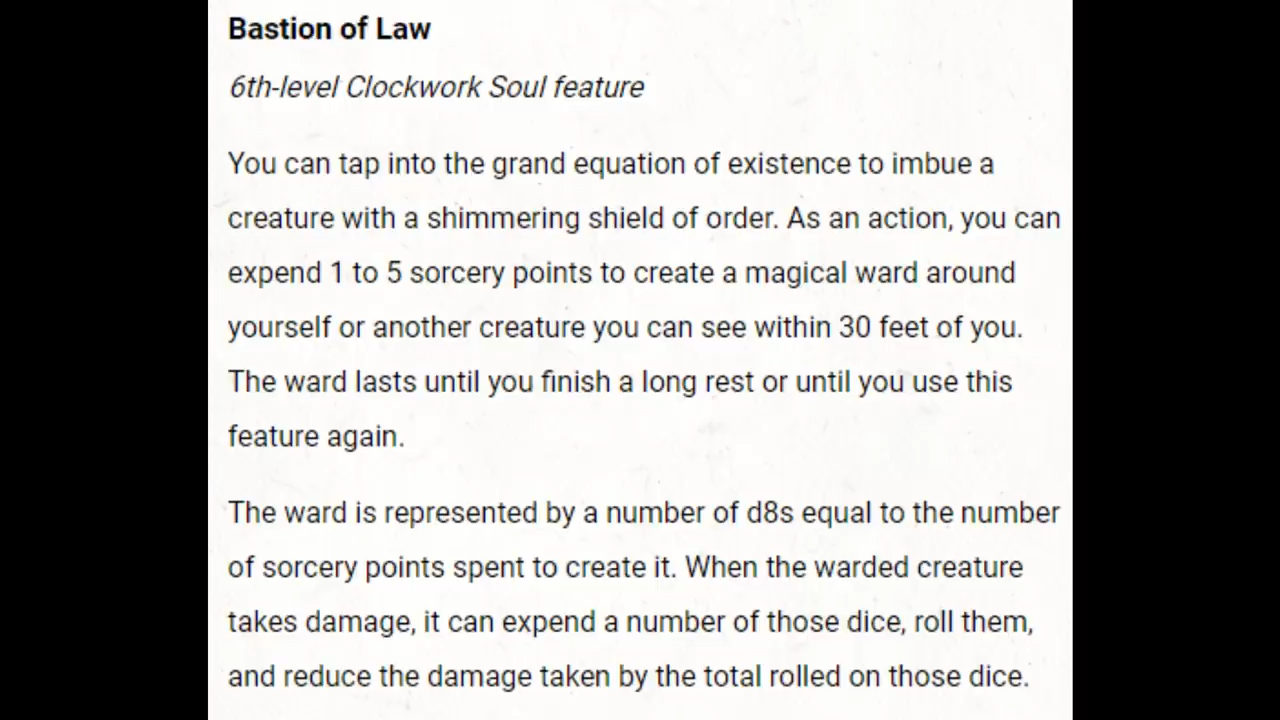 Bastion of Law
6th-level Clockwork Soul feature
You can tap into the grand equation of existence to imbue a
creature with a shimmering shield of order. As an action, you can
expend 1 to 5 sorcery points to create a magical ward around
yourself or another creature you can see within 30 feet of you.
The ward lasts until you finish a long rest or until you use this
feature again.
The ward is represented by a number of d8s equal to the number
of sorcery points spent to create it. When the warded creature
takes damage, it can expend a number of those dice, roll them,
and reduce the damage taken by the total rolled on those dice.